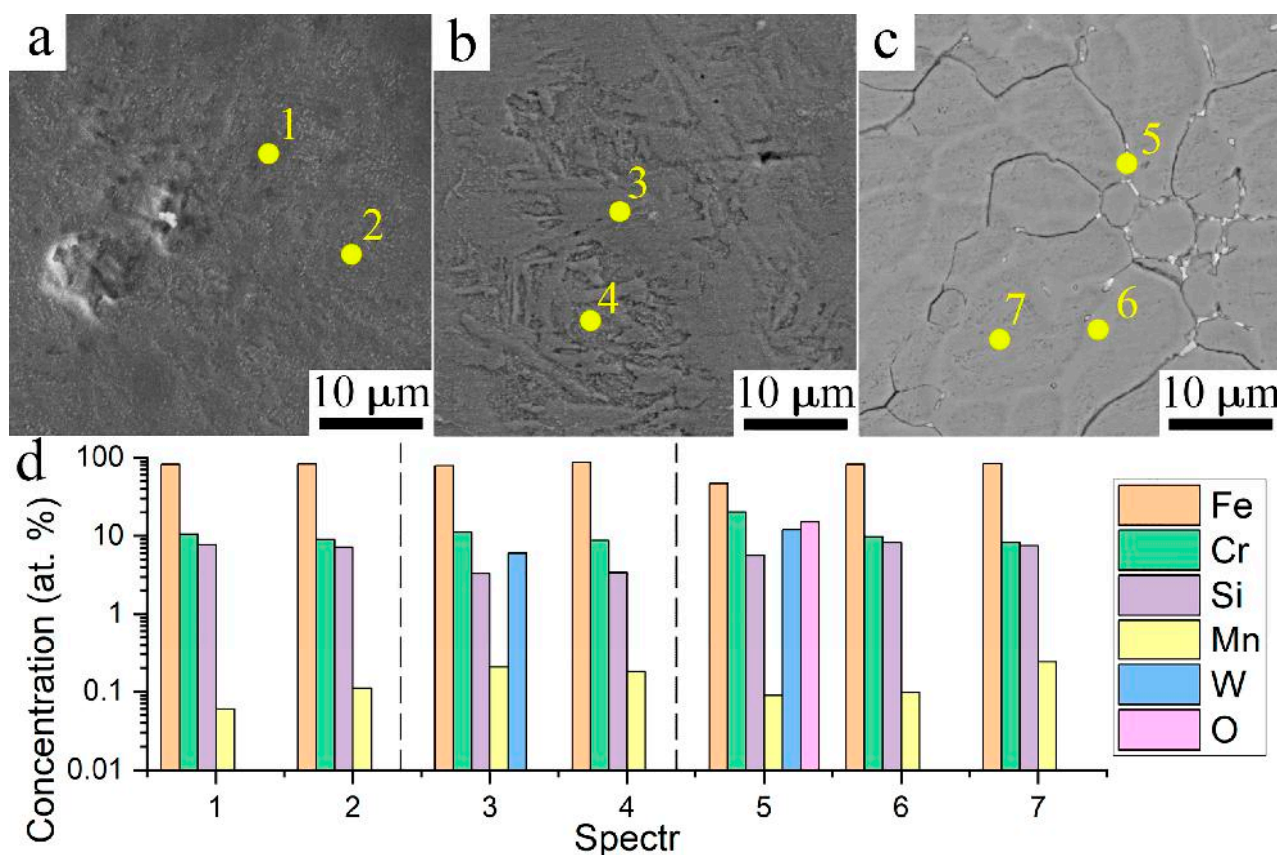 a
1
2
10 μm
b
3
4
10 μm
c
5
6
7
10 μm
d
Concentration (at. %)
100
10
1
0.1
0.01
1 2 3 4 5 6 7
Spectr
Fe
Cr
Si
Mn
W
O